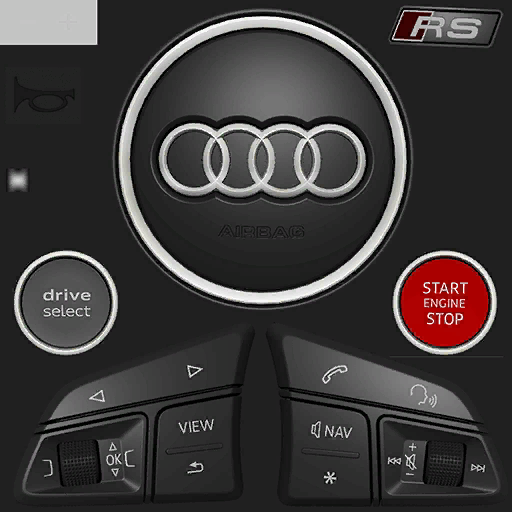 RS
AIRBAG
drive
select
START
ENGINE
STOP
VIEW
OK
NAV
*